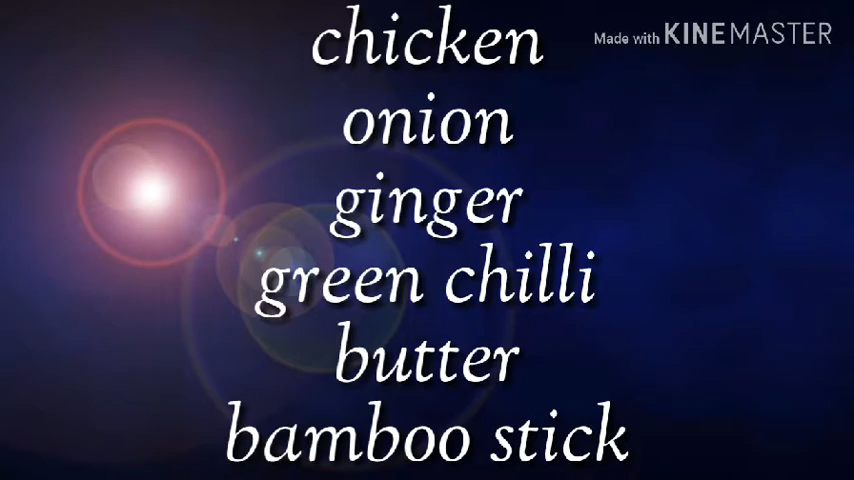 chicken
Made with KINEMASTER
onion
ginger
green chilli
butter
bamboo stick